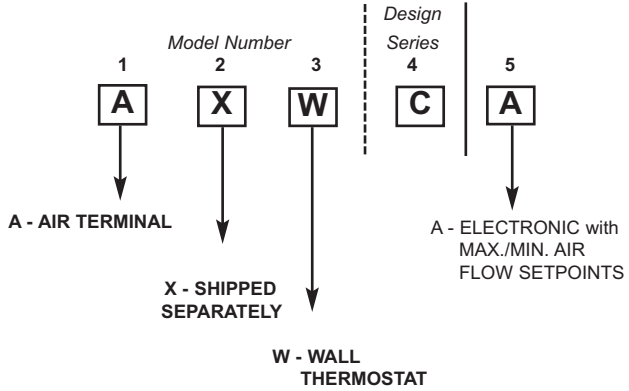 Design
Model Number Series
1 2 3 4 5
A X W C A
A - AIR TERMINAL
A - ELECTRONIC with
MAX./MIN. AIR
FLOW SETPOINTS
X - SHIPPED
SEPARATELY
W - WALL
THERMOSTAT